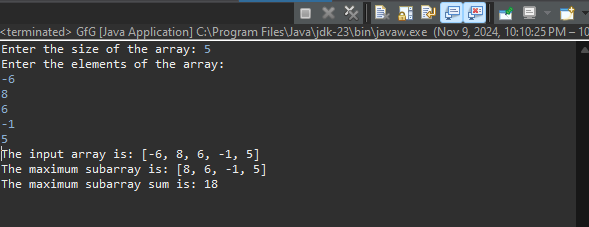 <terminated> GfG [Java Application] C:\Program Files\Java\jdk-23\bin\javaw.exe (Nov 9, 2024, 10:10:25 PM – 10
Enter the size of the array: 5
Enter the elements of the array:
-6
8
6
-1
5
The input array is: [-6, 8, 6, -1, 5]
The maximum subarray is: [8, 6, -1, 5]
The maximum subarray sum is: 18